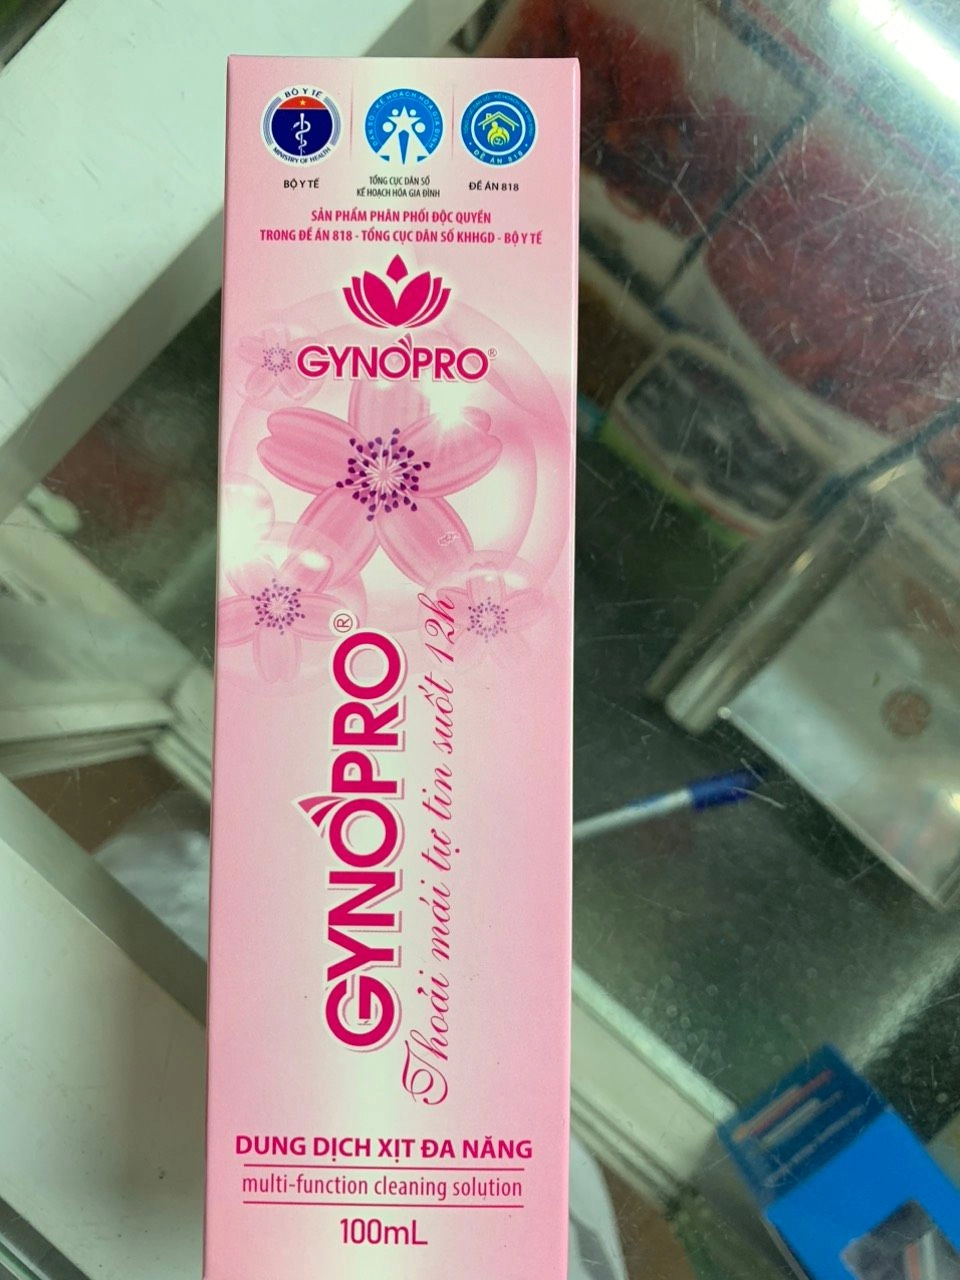 BỘ Y TẾ
MINISTRY OF HEALTH
ĐỀ ÁN 818
BỘ Y TẾ
TỔNG CỤC DÂN SỐ
KẾ HOẠCH HÓA GIA ĐÌNH
ĐỀ ÁN 818
SẢN PHẨM PHÂN PHỐI ĐỘC QUYỀN
TRONG ĐỀ ÁN 818 - TỔNG CỤC DÂN SỐ KHHGD - BỘ Y TẾ
GYNOPRO®
GYNOPRO®
Thoải mái tự tin suốt 12h
DUNG DỊCH XỊT ĐA NĂNG
multi-function cleaning solution
100mL